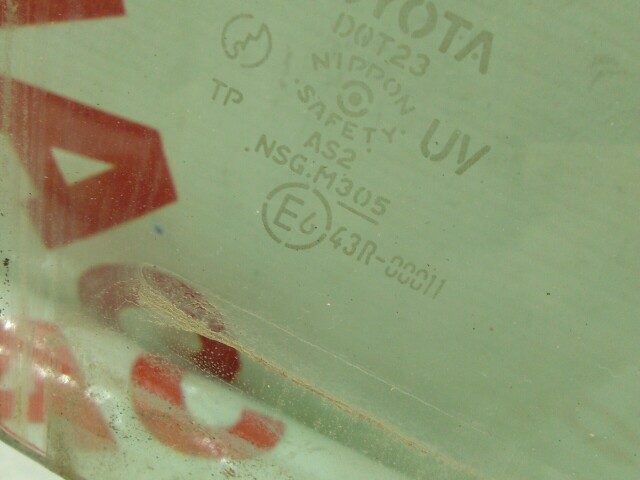 TOYOTA
DOT23
NIPPON
SAFETY
TP
UV
AS2
.NSG.M305
E6 43R-00011